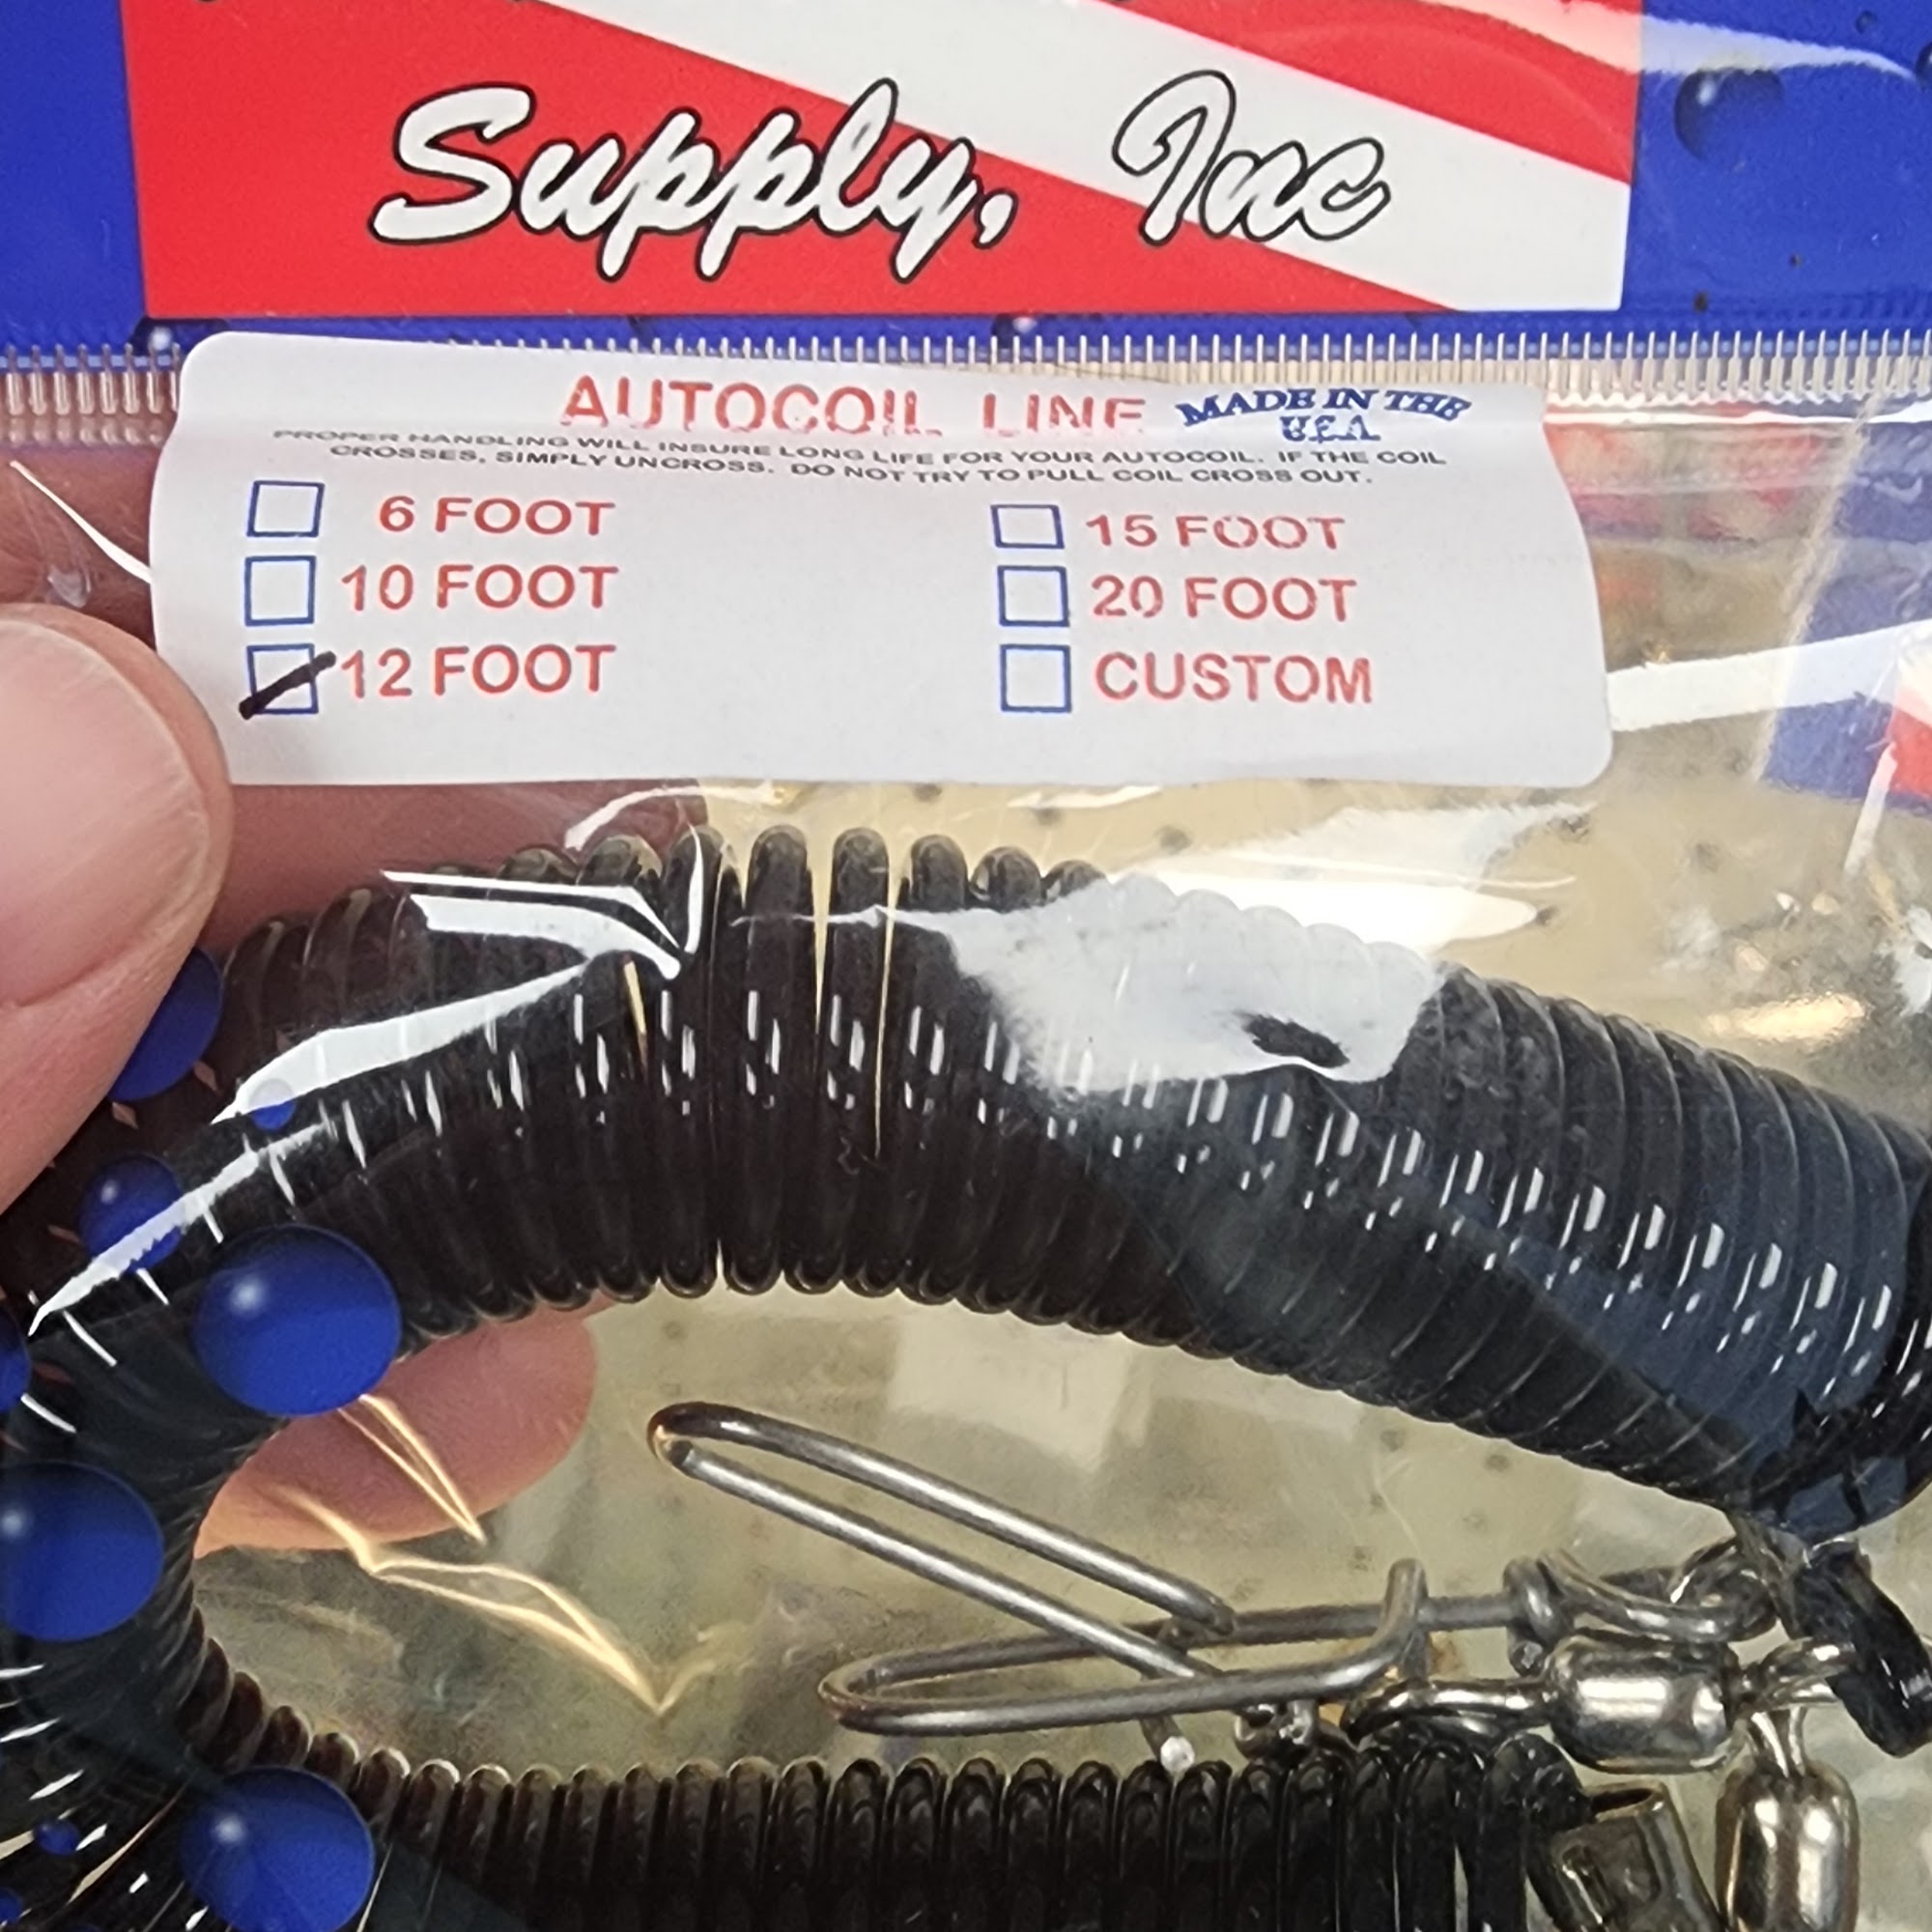 Supply, Inc
AUTOCOIL LINE MADE IN THE
U.S.A.
PROPER HANDLING WILL INSURE LONG LIFE FOR YOUR AUTOCOIL. IF THE COIL
CROSSES, SIMPLY UNCROSS. DO NOT TRY TO PULL COIL CROSS OUT.
6 FOOT
10 FOOT
12 FOOT
15 FOOT
20 FOOT
CUSTOM